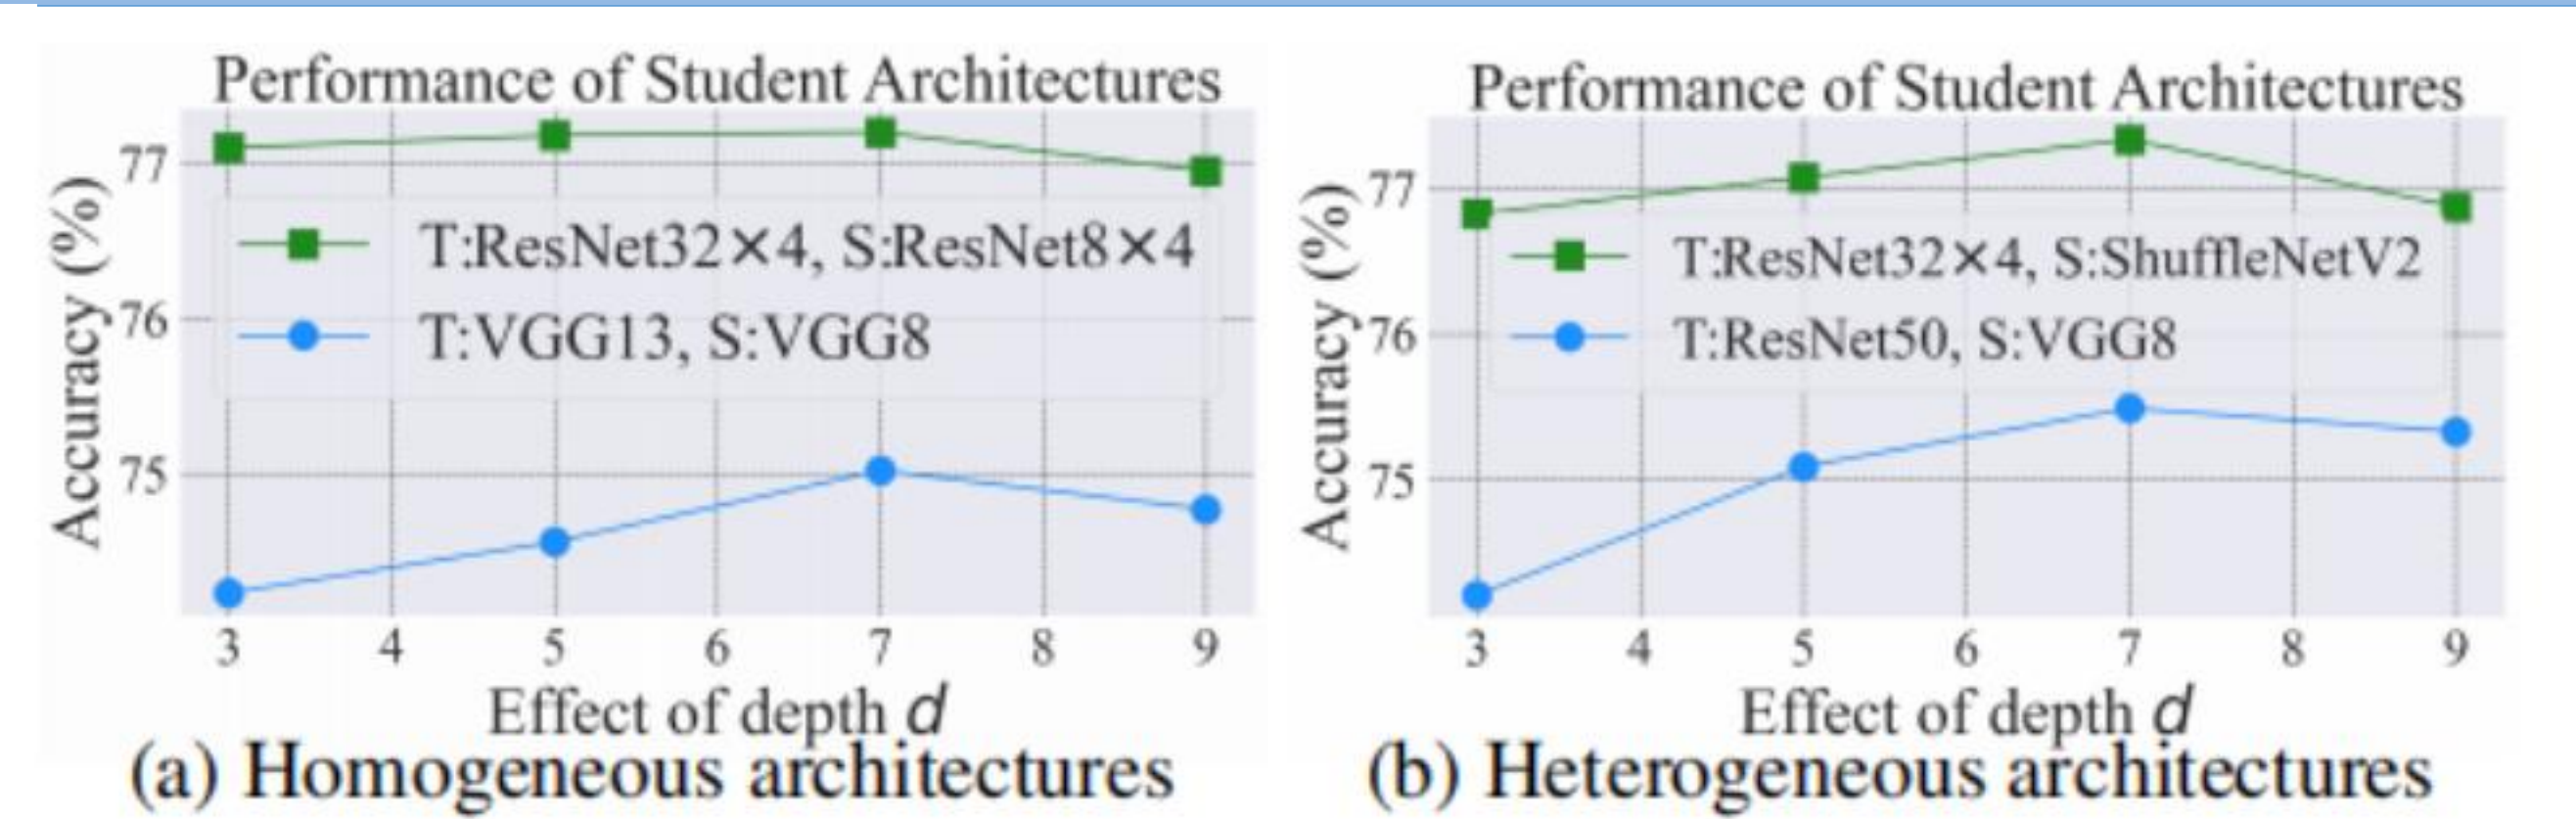 Performance of Student Architectures
77
76
75
Accuracy (%)
T:ResNet32×4, S:ResNet8×4
T:VGG13, S:VGG8
3 4 5 6 7 8 9
Effect of depth d
(a) Homogeneous architectures
Performance of Student Architectures
77
76
75
Accuracy (%)
T:ResNet32×4, S:ShuffleNetV2
T:ResNet50, S:VGG8
3 4 5 6 7 8 9
Effect of depth d
(b) Heterogeneous architectures